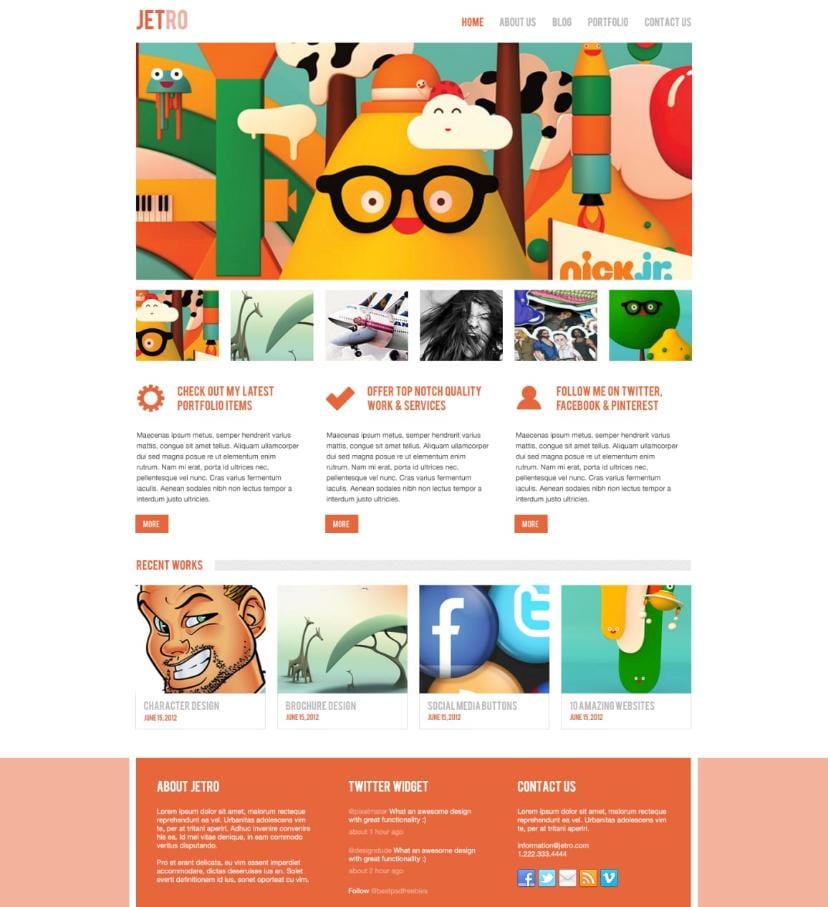 JETRO
HOME ABOUT US BLOG PORTFOLIO CONTACT US
nick jr.
CHECK OUT MY LATEST
PORTFOLIO ITEMS
Maecenas ipsum metus, semper hendrerit varius
mattis, congue sit amet tellus. Aliquam ullamcorper
dui sed magna posue re ut elementum enim
rutrum. Nam mi erat, porta id ultrices nec,
pellentesque vel nunc. Cras varius fermentum
iaculis. Aenean sodales nibh non lectus tempor a
interdum justo ultricies.
MORE
OFFER TOP NOTCH QUALITY
WORK & SERVICES
Maecenas ipsum metus, semper hendrerit varius
mattis, congue sit amet tellus. Aliquam ullamcorper
dui sed magna posue re ut elementum enim
rutrum. Nam mi erat, porta id ultrices nec,
pellentesque vel nunc. Cras varius fermentum
iaculis. Aenean sodales nibh non lectus tempor a
interdum justo ultricies.
MORE
FOLLOW ME ON TWITTER,
FACEBOOK & PINTEREST
Maecenas ipsum metus, semper hendrerit varius
mattis, congue sit amet tellus. Aliquam ullamcorper
dui sed magna posue re ut elementum enim
rutrum. Nam mi erat, porta id ultrices nec,
pellentesque vel nunc. Cras varius fermentum
iaculis. Aenean sodales nibh non lectus tempor a
interdum justo ultricies.
MORE
RECENT WORKS
CHARACTER DESIGN
JUNE 15, 2012
BROCHURE DESIGN
JUNE 15, 2012
SOCIAL MEDIA BUTTONS
JUNE 15, 2012
10 AMAZING WEBSITES
JUNE 15, 2012
ABOUT JETRO
Lorem ipsum dolor sit amet, malorum recteque
reprehendunt ea vel. Urbanitas adolescens vim
te, per at tritani aperiri. Adhuc invenire convenire
his ea, id mei vitae denique, in eam commodo
veritus disputando.
Pro et erant delicata, eu vim essent imperdiet
accommodare, dictas deseruisse ius an. Solet
everti definitionem id ius, sonet oporteat cu vim.
TWITTER WIDGET
@pixelmator What an awesome design
with great functionality :)
about 1 hour ago
@designdude What an awesome design
with great functionality :)
about 2 hour ago
Follow @bestpsdfreebies
CONTACT US
Lorem ipsum dolor sit amet, malorum recteque
reprehendunt ea vel. Urbanitas adolescens vim
te, per at tritani aperiri.
information@jetro.com
1.222.333.4444